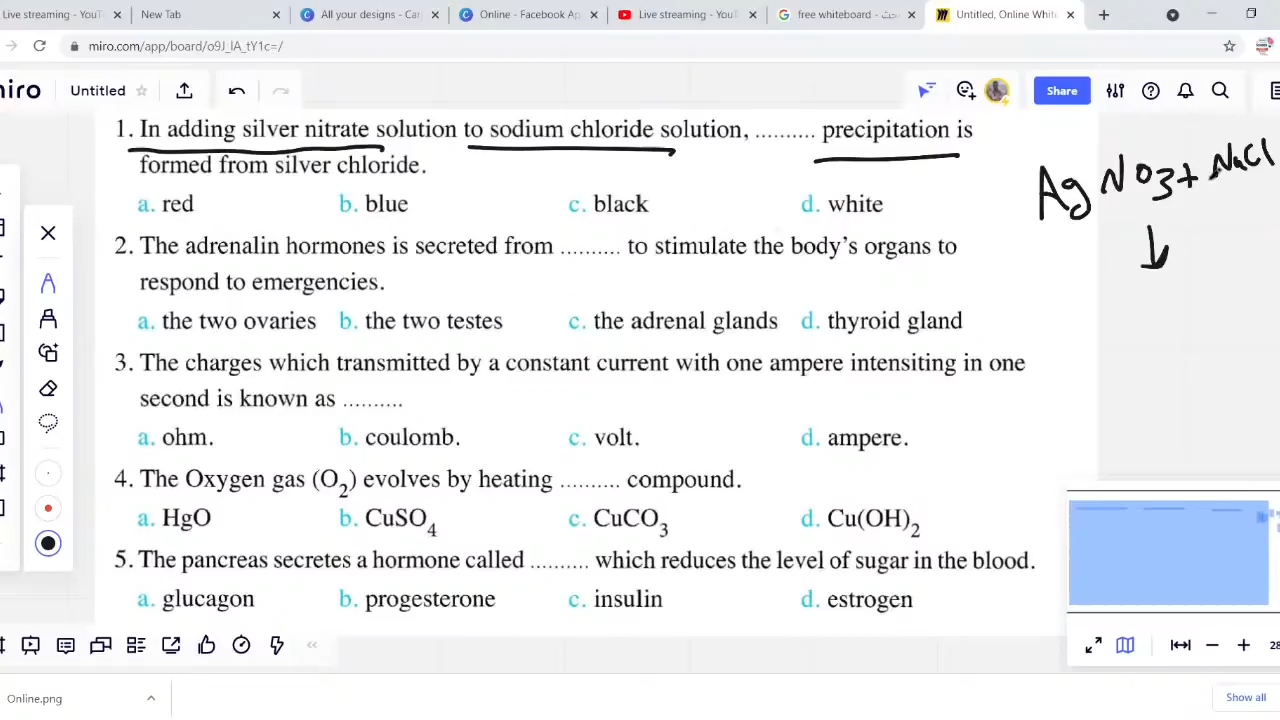 Live streaming - YouT
New Tab
All your designs - Car
Online - Facebook Ap
Live streaming - YouT
free whiteboard - بحث
Untitled, Online White
miro.com/app/board/o9J_lA_tY1c=/
miro
Untitled
Share
1. In adding silver nitrate solution to sodium chloride solution, .......... precipitation is
formed from silver chloride.
a. red b. blue c. black d. white
AgNO3+NaCl
2. The adrenalin hormones is secreted from .......... to stimulate the body's organs to
respond to emergencies.
a. the two ovaries b. the two testes c. the adrenal glands d. thyroid gland
3. The charges which transmitted by a constant current with one ampere intensiting in one
second is known as ..........
a. ohm. b. coulomb. c. volt. d. ampere.
4. The Oxygen gas (O₂) evolves by heating .......... compound.
a. HgO b. CuSO₄ c. CuCO₃ d. Cu(OH)₂
5. The pancreas secretes a hormone called .......... which reduces the level of sugar in the blood.
a. glucagon b. progesterone c. insulin d. estrogen
28
Online.png
Show all